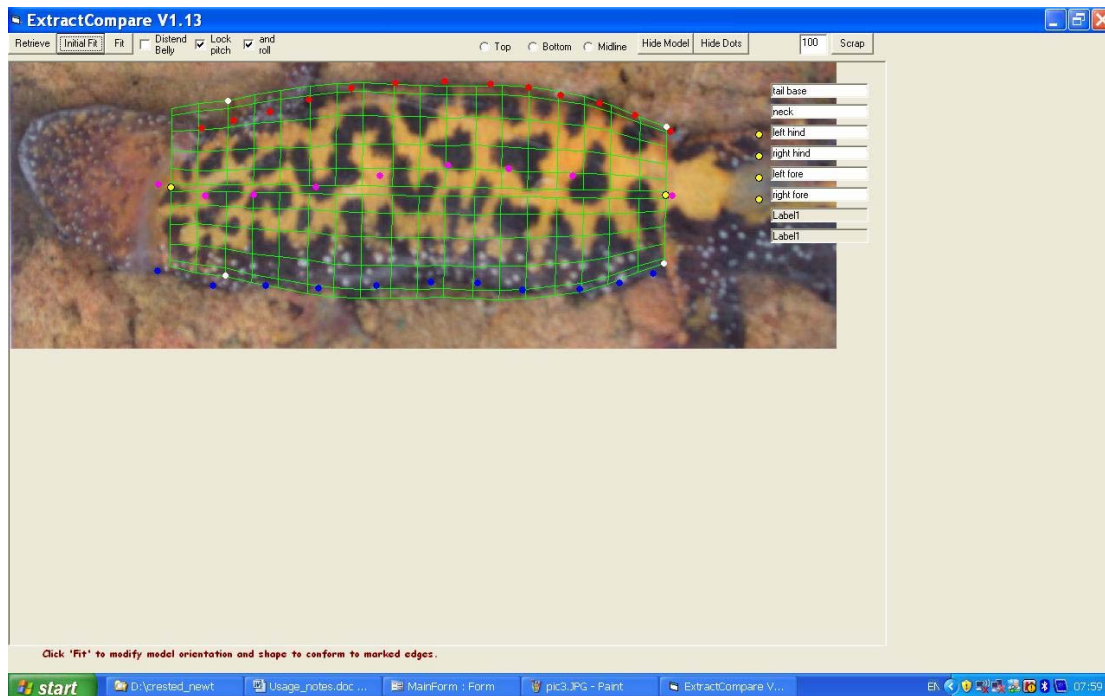 ExtractCompare V1.13
Retrieve Initial Fit Fit Distend Belly Lock pitch and roll Top Bottom Midline Hide Model Hide Dots 100 Scrap
tail base
neck
left hind
right hind
left fore
right fore
Label1
Label1
Click 'Fit' to modify model orientation and shape to conform to marked edges.
start D:\crested_newt Usage_notes.doc ... MainForm : Form pic3.JPG - Paint ExtractCompare V... EN 07:59